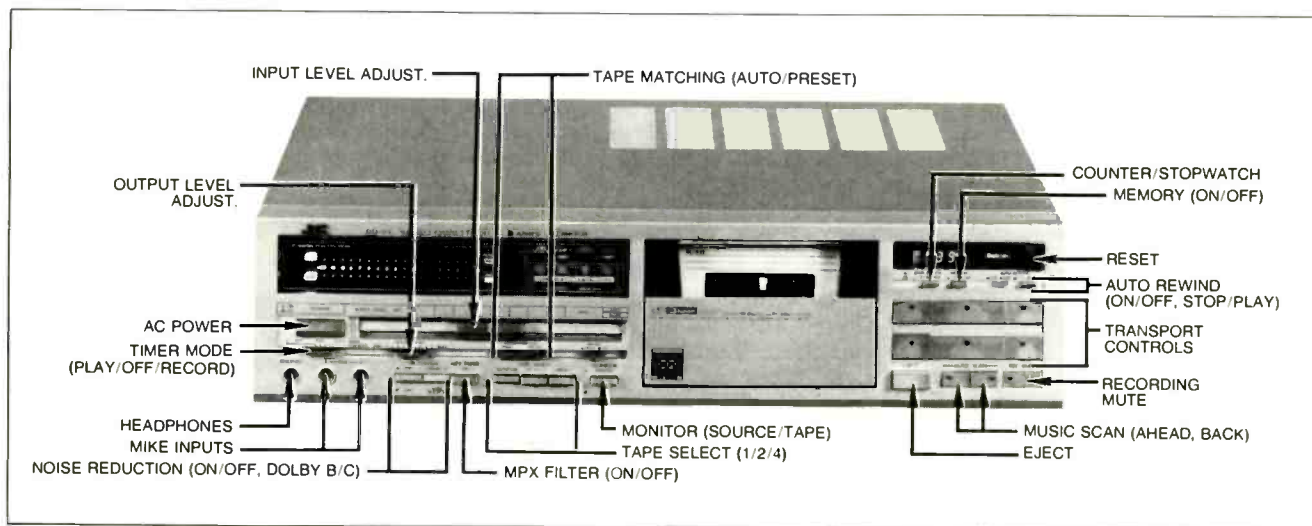 INPUT LEVEL ADJUST.
TAPE MATCHING (AUTO/PRESET)
OUTPUT LEVEL
ADJUST.
COUNTER/STOPWATCH
MEMORY (ON/OFF)
RESET
AUTO REWIND
(ON/OFF, STOP/PLAY)
AC POWER
TIMER MODE
(PLAY/OFF/RECORD)
TRANSPORT
CONTROLS
RECORDING
MUTE
HEADPHONES
MIKE INPUTS
NOISE REDUCTION (ON/OFF, DOLBY B/C)
MONITOR (SOURCE/TAPE)
TAPE SELECT (1/2/4)
MPX FILTER (ON/OFF)
MUSIC SCAN (AHEAD, BACK)
EJECT
JVC